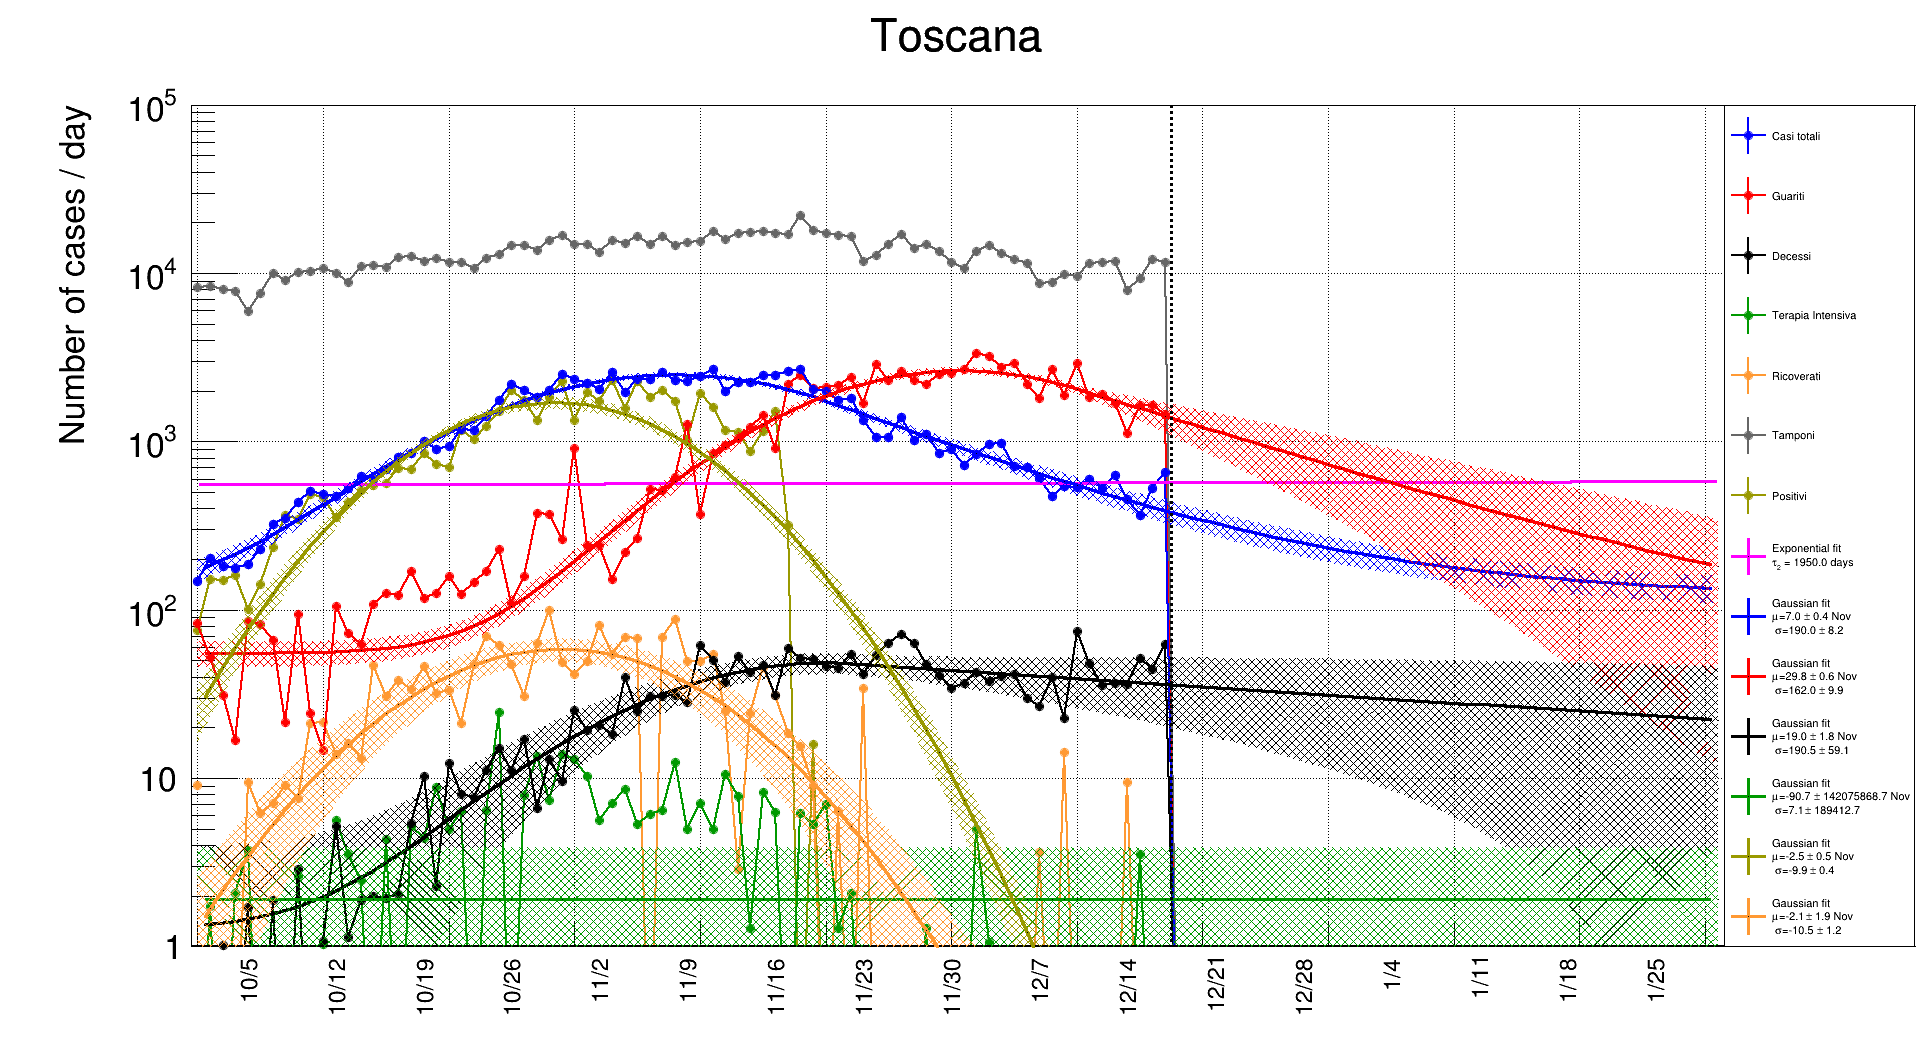 Toscana
Number of cases / day
10^5
10^4
10^3
10^2
10
1
10/5
10/12
10/19
10/26
11/2
11/9
11/16
11/23
11/30
12/7
12/14
12/21
12/28
1/4
1/11
1/18
1/25
Casi totali
Guariti
Decessi
Terapia Intensiva
Ricoverati
Tamponi
Positivi
Exponential fit
τ₂ = 1950.0 days
Gaussian fit
μ=7.0 ± 0.4 Nov
σ=190.0 ± 8.2
Gaussian fit
μ=29.8 ± 0.6 Nov
σ=162.0 ± 9.9
Gaussian fit
μ=19.0 ± 1.8 Nov
σ=190.5 ± 59.1
Gaussian fit
μ=-90.7 ± 142075868.7 Nov
σ=7.1 ± 189412.7
Gaussian fit
μ=-2.5 ± 0.5 Nov
σ=-9.9 ± 0.4
Gaussian fit
μ=-2.1 ± 1.9 Nov
σ=-10.5 ± 1.2